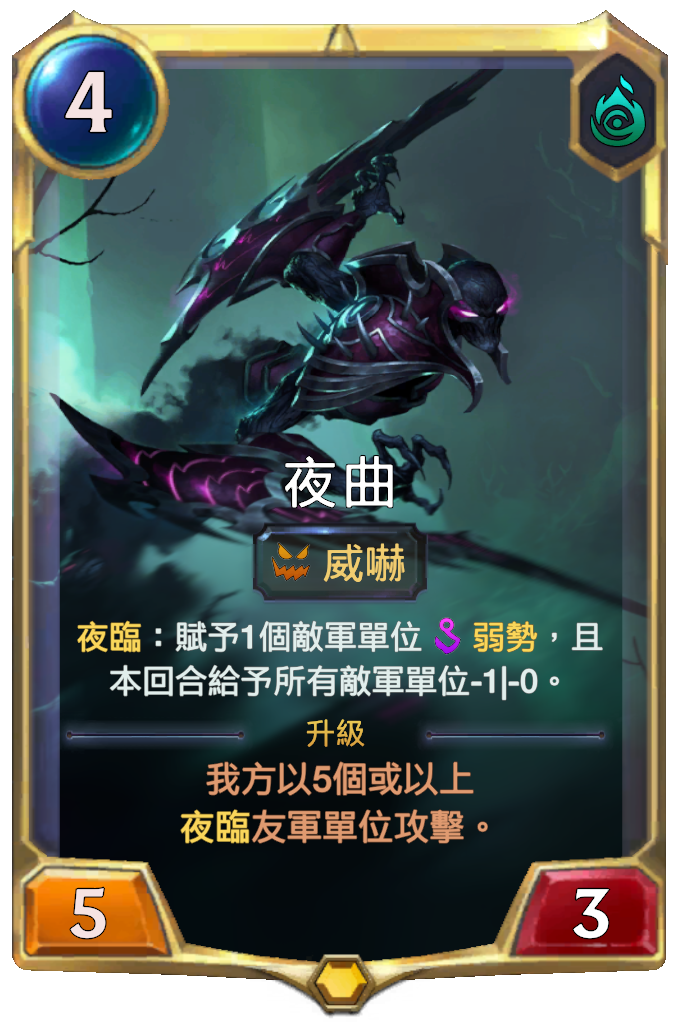 4
夜曲
威嚇
夜臨：賦予1個敵軍單位 弱勢，且
本回合給予所有敵軍單位-1|-0。
升級
我方以5個或以上
夜臨友軍單位攻擊。
5
3